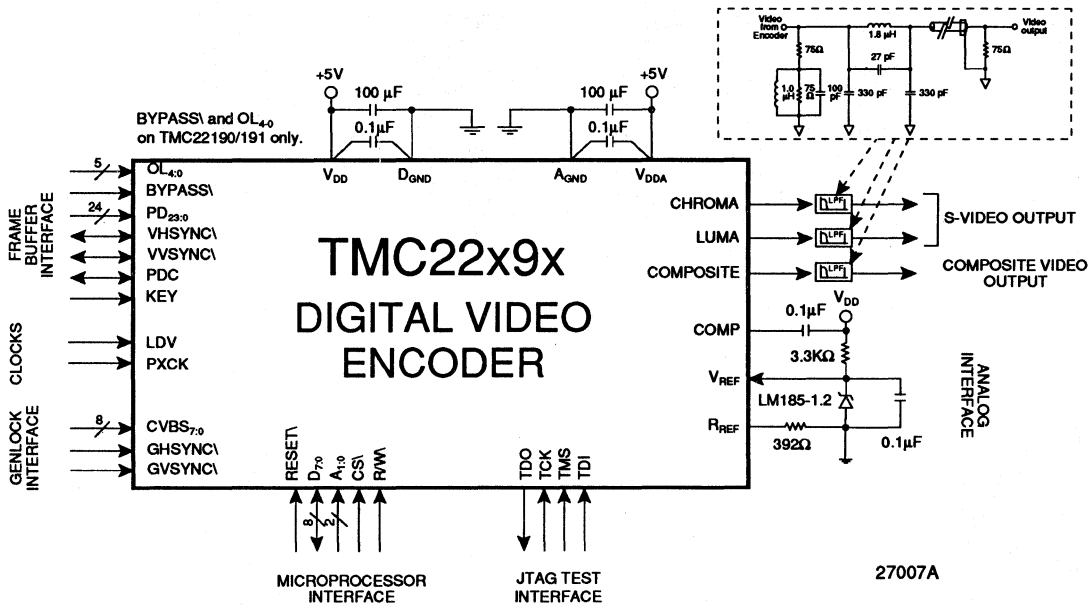 Video
from
Encoder
1.8 µH
Video
output
75Ω
27 pF
75Ω
1.0
µH
75
Ω
100
pF
330 pF
330 pF
+5V
100 µF
0.1µF
+5V
100 µF
0.1µF
BYPASS\ and OL4-0
on TMC22190/191 only.
VDD
DGND
AGND
VDDA
FRAME
BUFFER
INTERFACE
5
OL4:0
BYPASS\
24
PD23:0
VHSYNC\
VVSYNC\
PDC
KEY
CLOCKS
LDV
PXCK
GENLOCK
INTERFACE
8
CVBS7:0
GHSYNC\
GVSYNC\
TMC22x9x
DIGITAL VIDEO
ENCODER
CHROMA
LPF
LUMA
LPF
S-VIDEO OUTPUT
COMPOSITE
LPF
COMPOSITE VIDEO
OUTPUT
COMP
0.1µF
VDD
3.3KΩ
VREF
LM185-1.2
RREF
392Ω
0.1µF
ANALOG
INTERFACE
RESET\
D7:0
A1:0
CS\
R/W\
8
2
MICROPROCESSOR
INTERFACE
TDO
TCK
TMS
TDI
JTAG TEST
INTERFACE
27007A